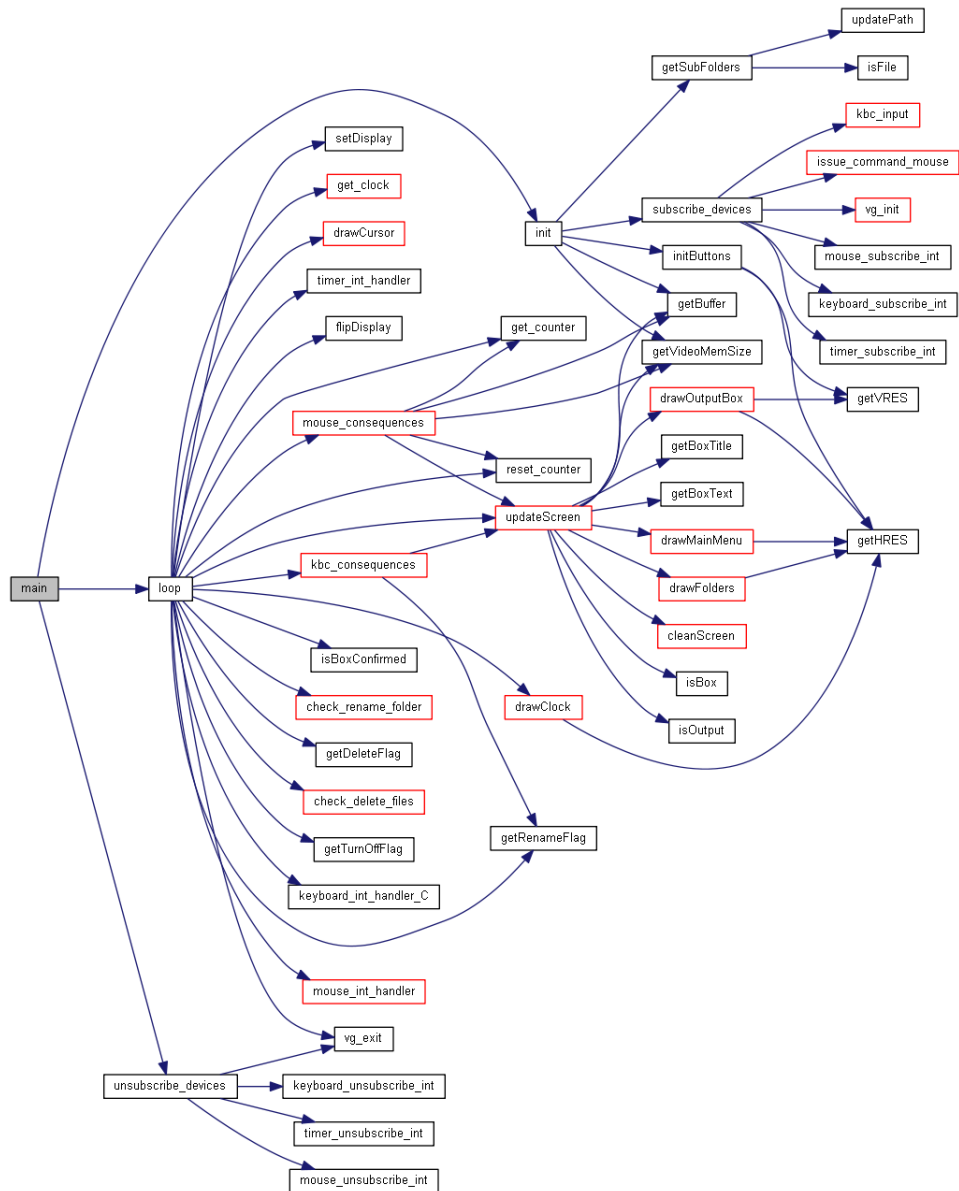 updatePath
getSubFolders
isFile
kbc_input
setDisplay
issue_command_mouse
get_clock
subscribe_devices
vg_init
drawCursor
init
initButtons
mouse_subscribe_int
timer_int_handler
getBuffer
keyboard_subscribe_int
flipDisplay
get_counter
getVideoMemSize
timer_subscribe_int
drawOutputBox
getVRES
mouse_consequences
getBoxTitle
reset_counter
getBoxText
updateScreen
drawMainMenu
getHRES
kbc_consequences
main
loop
drawFolders
cleanScreen
isBoxConfirmed
isBox
check_rename_folder
drawClock
isOutput
getDeleteFlag
check_delete_files
getRenameFlag
getTurnOffFlag
keyboard_int_handler_C
mouse_int_handler
vg_exit
unsubscribe_devices
keyboard_unsubscribe_int
timer_unsubscribe_int
mouse_unsubscribe_int